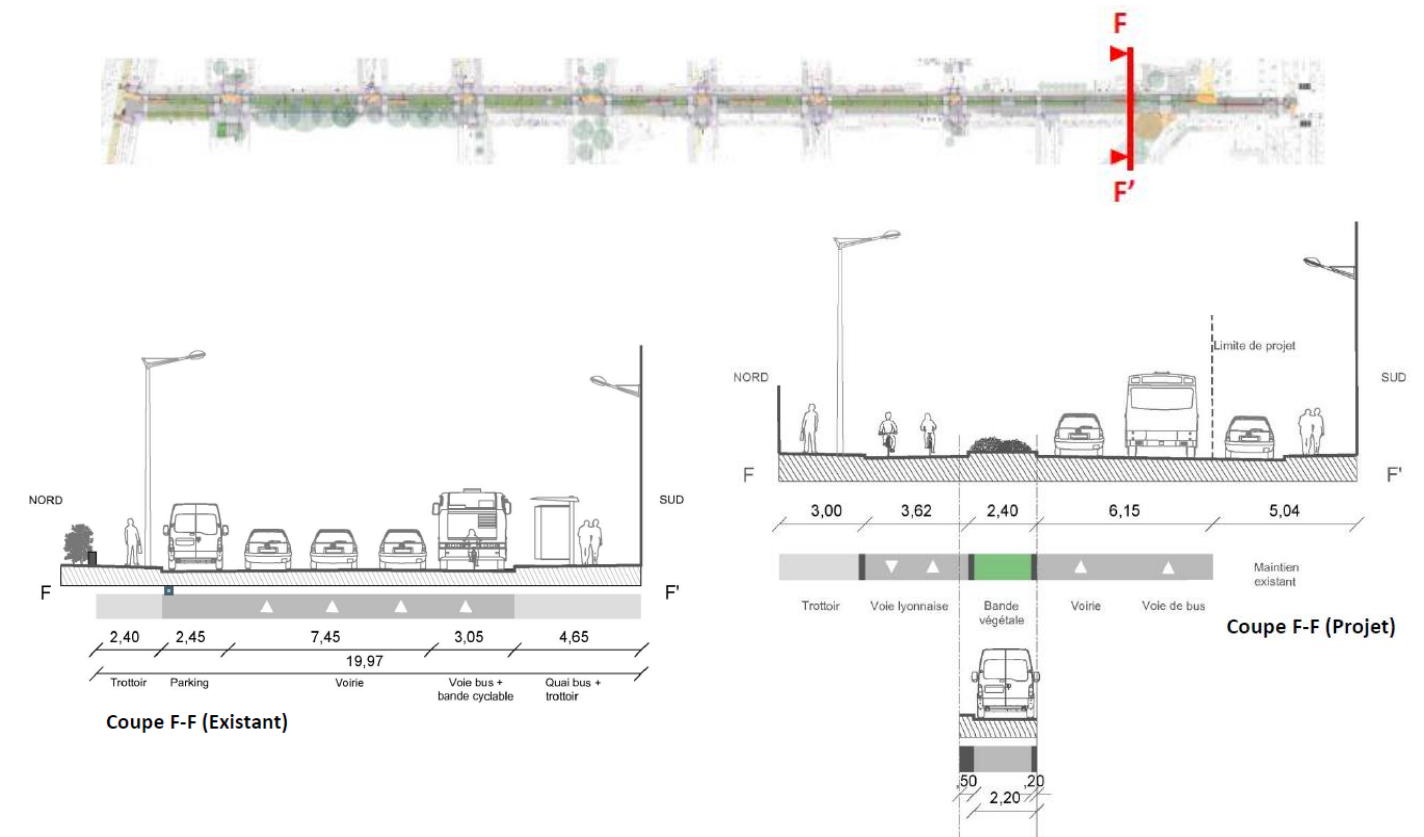 F
F'
NORD
SUD
F
F'
2,40
2,45
7,45
3,05
4,65
19,97
Trottoir
Parking
Voirie
Voie bus +
bande cyclable
Quai bus +
trottoir
Coupe F-F (Existant)
Limite de projet
NORD
SUD
F
F'
3,00
3,62
2,40
6,15
5,04
Trottoir
Voie lyonnaise
Bande
végétale
Voirie
Voie de bus
Maintien
existant
Coupe F-F (Projet)
,50
,20
2,20